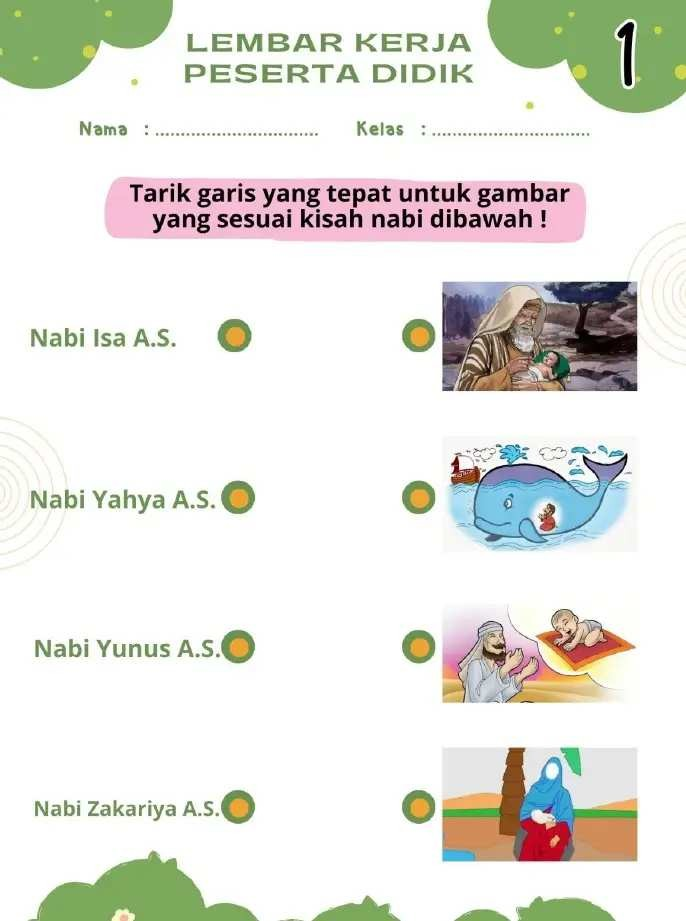 LEMBAR KERJA
PESERTA DIDIK
1
Nama : ................................
Kelas : ...............................
Tarik garis yang tepat untuk gambar
yang sesuai kisah nabi dibawah !
Nabi Isa A.S.
Nabi Yahya A.S.
Nabi Yunus A.S.
Nabi Zakariya A.S.